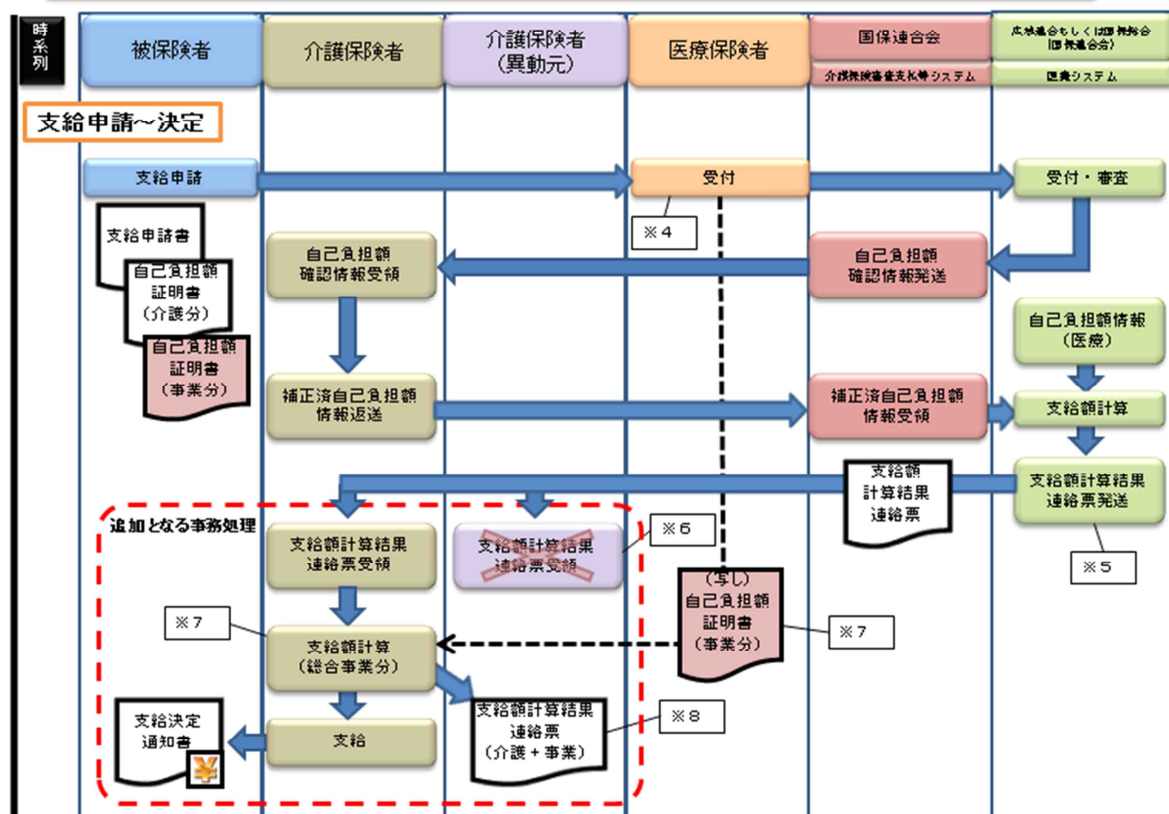 時系列
被保険者
介護保険者
介護保険者
(異動元)
医療保険者
国保連合会
介護保険審査支払等システム
医療システム
支給申請～決定
支給申請
受付
受付・審査
※4
支給申請書
自己負担額
証明書
(介護分)
自己負担額
証明書
(事業分)
自己負担額
確認情報受領
自己負担額
確認情報発送
自己負担額情報
(医療)
補正済自己負担額
情報返送
補正済自己負担額
情報受領
支給額計算
支給額
計算結果
連絡票
支給額計算結果
連絡票発送
※5
追加となる事務処理
支給額計算結果
連絡票受領
支給額計算結果
連絡票受領
※6
※7
支給額計算
(総合事業分)
(写し)
自己負担額
証明書
(事業分)
※7
支給決定
通知書
¥
支給
支給額計算結果
連絡票
(介護+事業)
※8